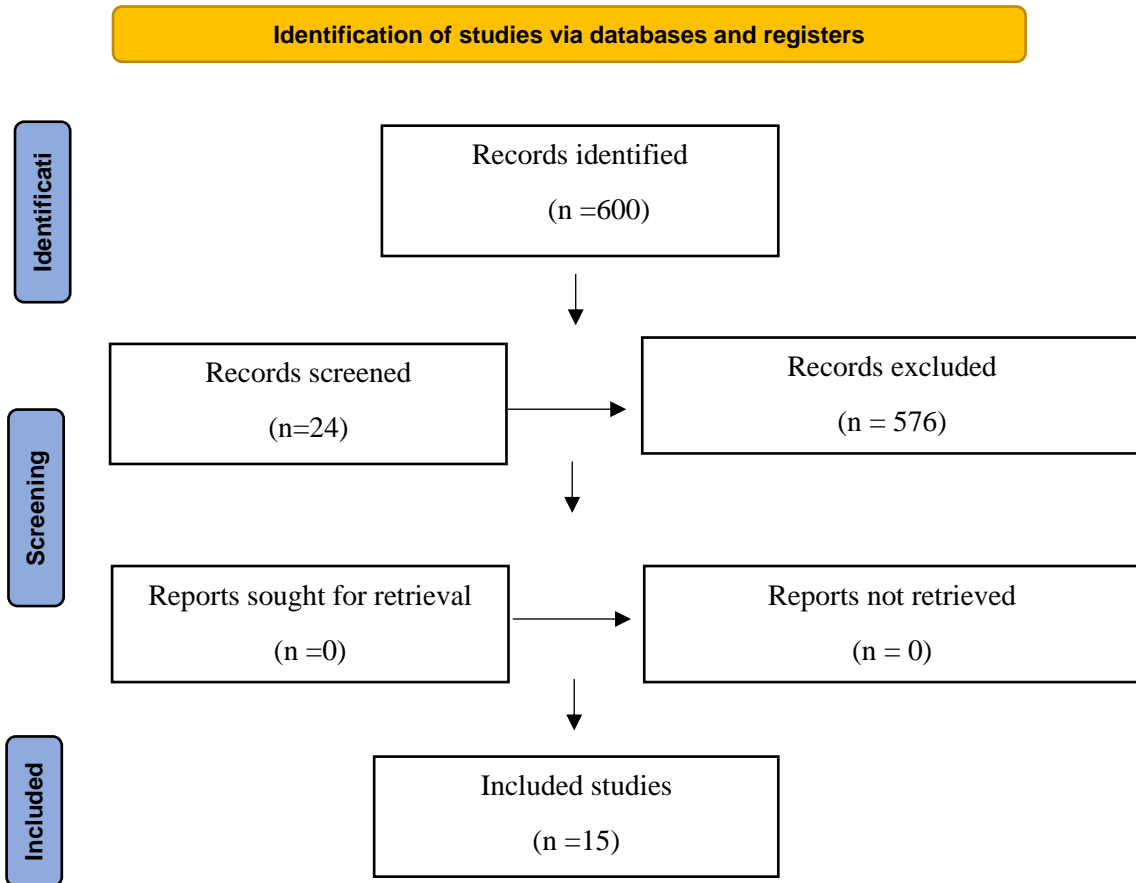 Identification of studies via databases and registers
Identificati
Records identified
(n =600)
Screening
Records screened
(n=24)
Records excluded
(n = 576)
Reports sought for retrieval
(n =0)
Reports not retrieved
(n = 0)
Included
Included studies
(n =15)